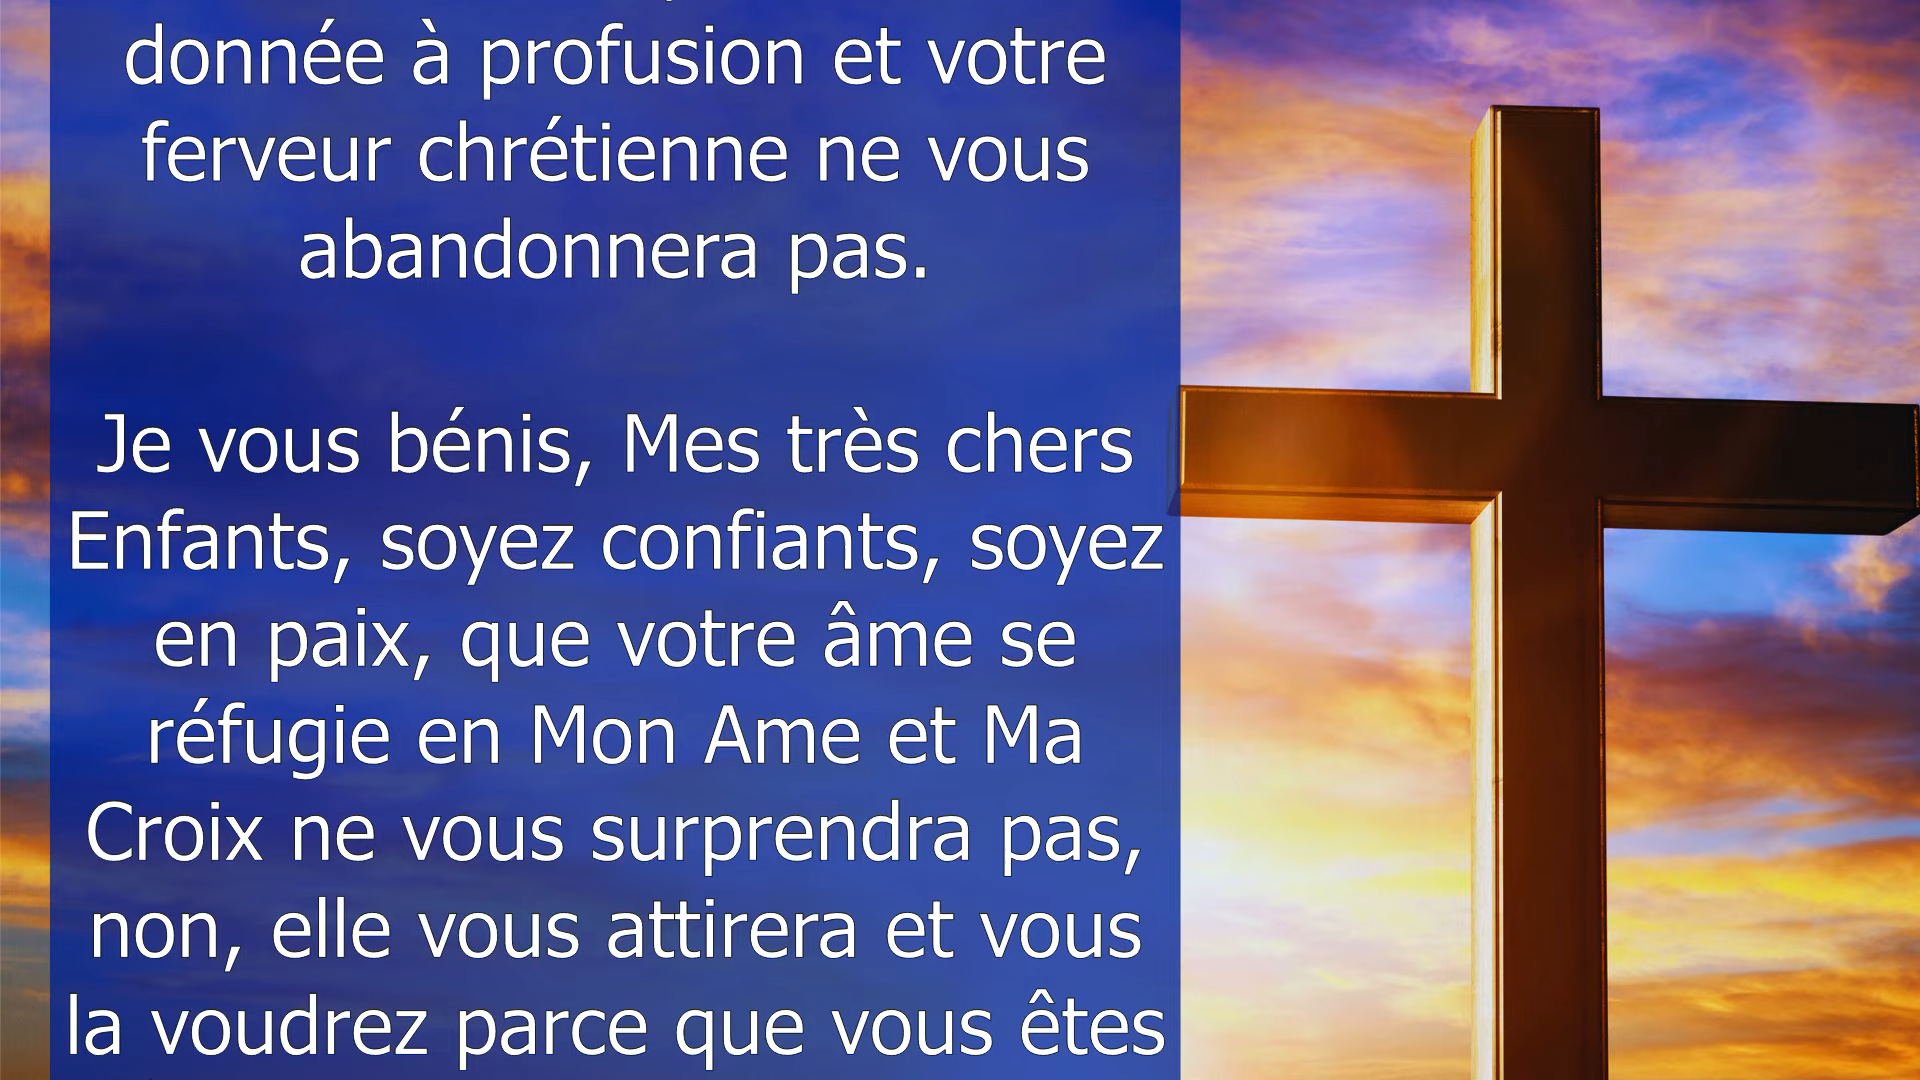 donnée à profusion et votre
ferveur chrétienne ne vous
abandonnera pas.
Je vous bénis, Mes très chers
Enfants, soyez confiants, soyez
en paix, que votre âme se
réfugie en Mon Ame et Ma
Croix ne vous surprendra pas,
non, elle vous attirera et vous
la voudrez parce que vous êtes